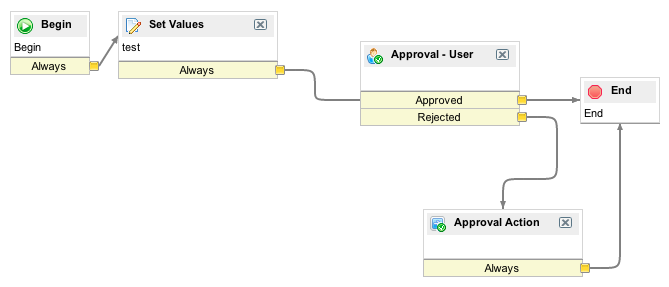 Begin
Begin
Always
Set Values
test
Always
Approval - User
Approved
Rejected
End
End
Approval Action
Always